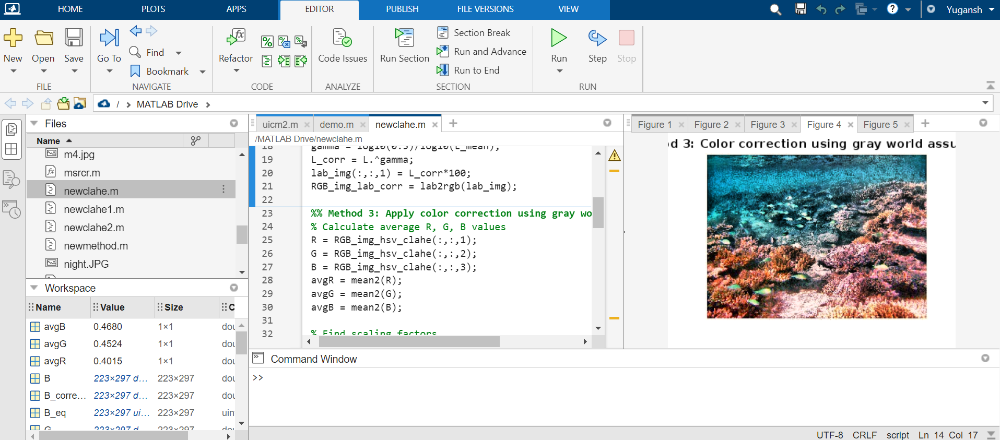 HOME PLOTS APPS EDITOR PUBLISH FILE VERSIONS VIEW Yugansh
New Open Save Go To Find Bookmark Refactor Code Issues Run Section Section Break Run and Advance Run to End Run Step Stop
FILE NAVIGATE CODE ANALYZE SECTION RUN
/ > MATLAB Drive >
Files
Name
m4.jpg
msrcr.m
newclahe.m
newclahe1.m
newclahe2.m
newmethod.m
night.JPG
Workspace
Name Value Size C
avgB 0.4680 1×1 dou
avgG 0.4524 1×1 dou
avgR 0.4015 1×1 dou
B 223×297 d... 223×297 dou
B_corre... 223×297 d... 223×297 dou
B_eq 223×297 ui... 223×297 uin
G 223×297 d 223×297 dou
uicm2.m demo.m newclahe.m
/MATLAB Drive/newclahe.m
18 gamma = log10(0.5)/log10(L_mean);
19 L_corr = L.^gamma;
20 lab_img(:,:,1) = L_corr*100;
21 RGB_img_lab_corr = lab2rgb(lab_img);
22
23 %% Method 3: Apply color correction using gray wo
24 % Calculate average R, G, B values
25 R = RGB_img_hsv_clahe(:,:,1);
26 G = RGB_img_hsv_clahe(:,:,2);
27 B = RGB_img_hsv_clahe(:,:,3);
28 avgR = mean2(R);
29 avgG = mean2(G);
30 avgB = mean2(B);
31
32 % Find scaling factors
Figure 1 Figure 2 Figure 3 Figure 4 Figure 5
d 3: Color correction using gray world assu
Command Window
>>
UTF-8 CRLF script Ln 14 Col 17